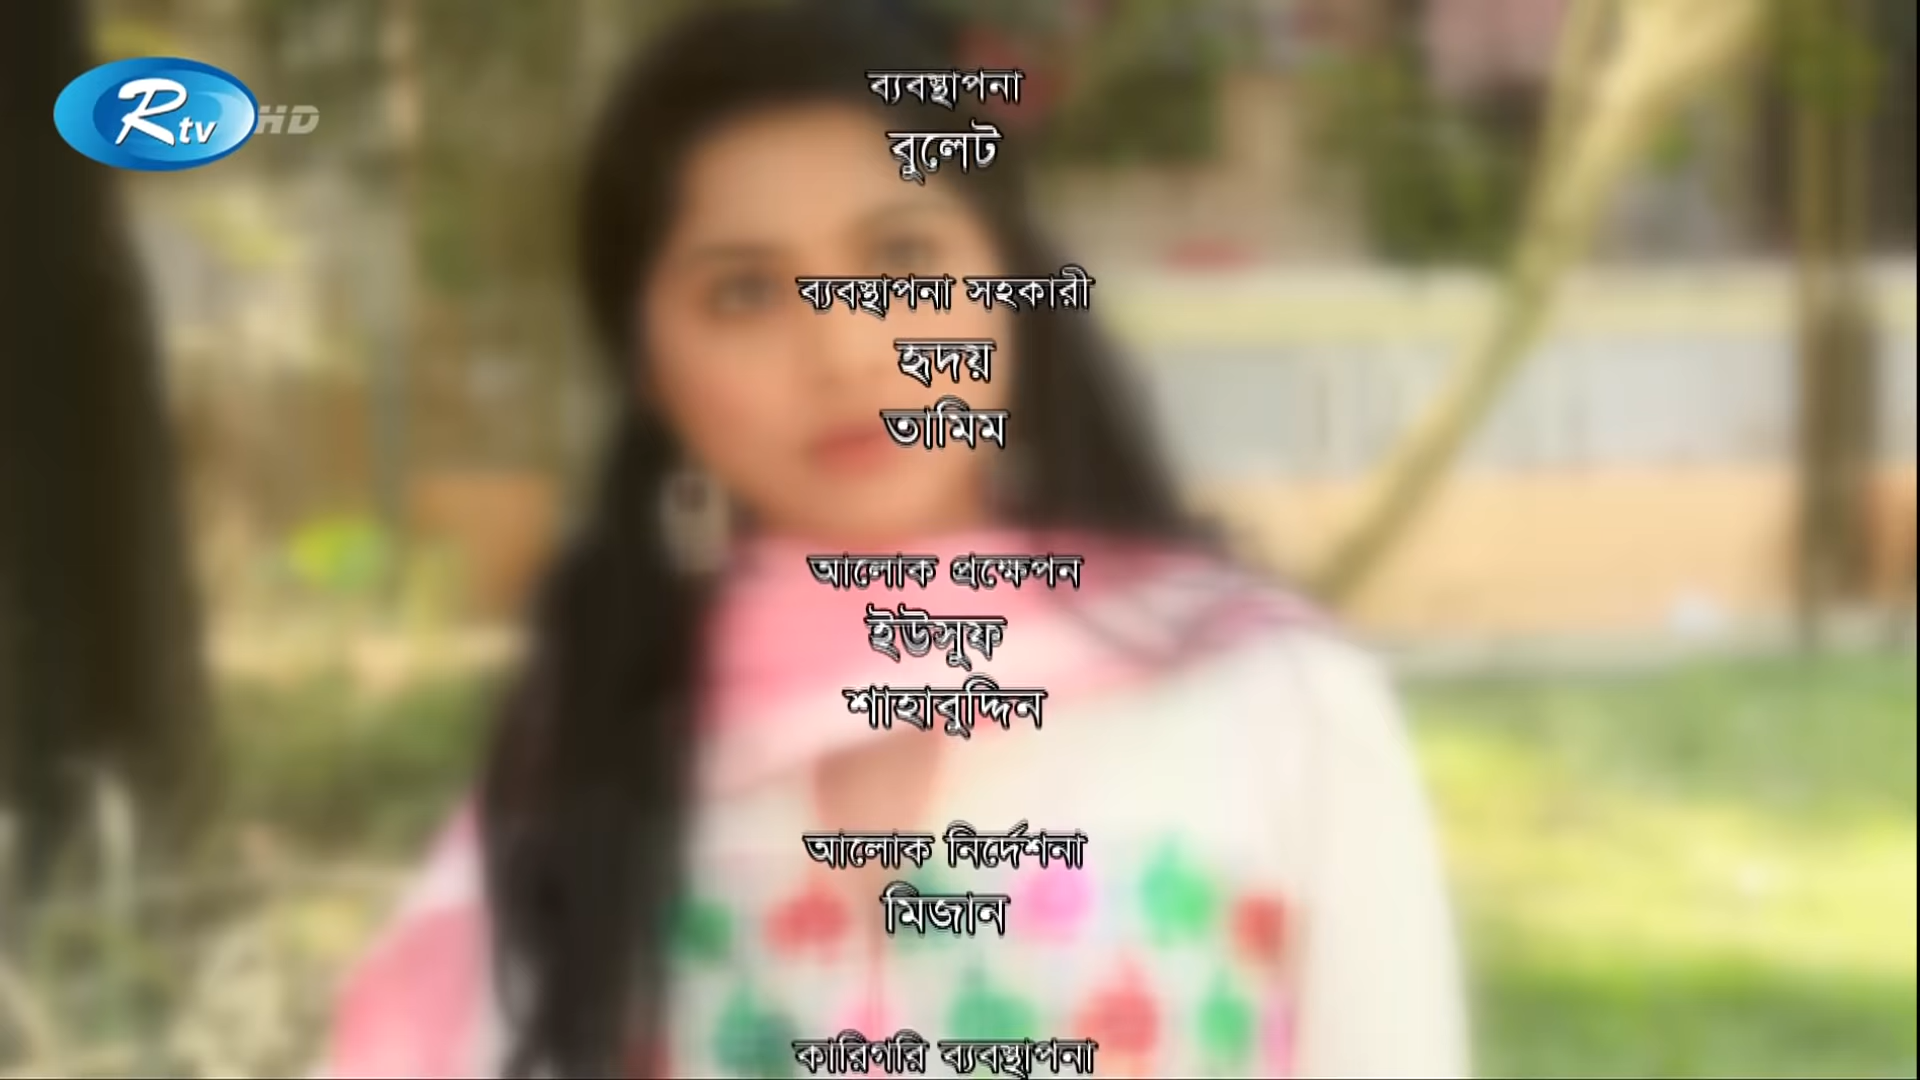 Rtv HD
ব্যবস্থাপনা
বুলেট
ব্যবস্থাপনা সহকারী
হৃদয়
তামিম
আলোক প্রক্ষেপন
ইউসুফ
শাহাবুদ্দিন
আলোক নির্দেশনা
মিজান
কারিগরি ব্যবস্থাপনা